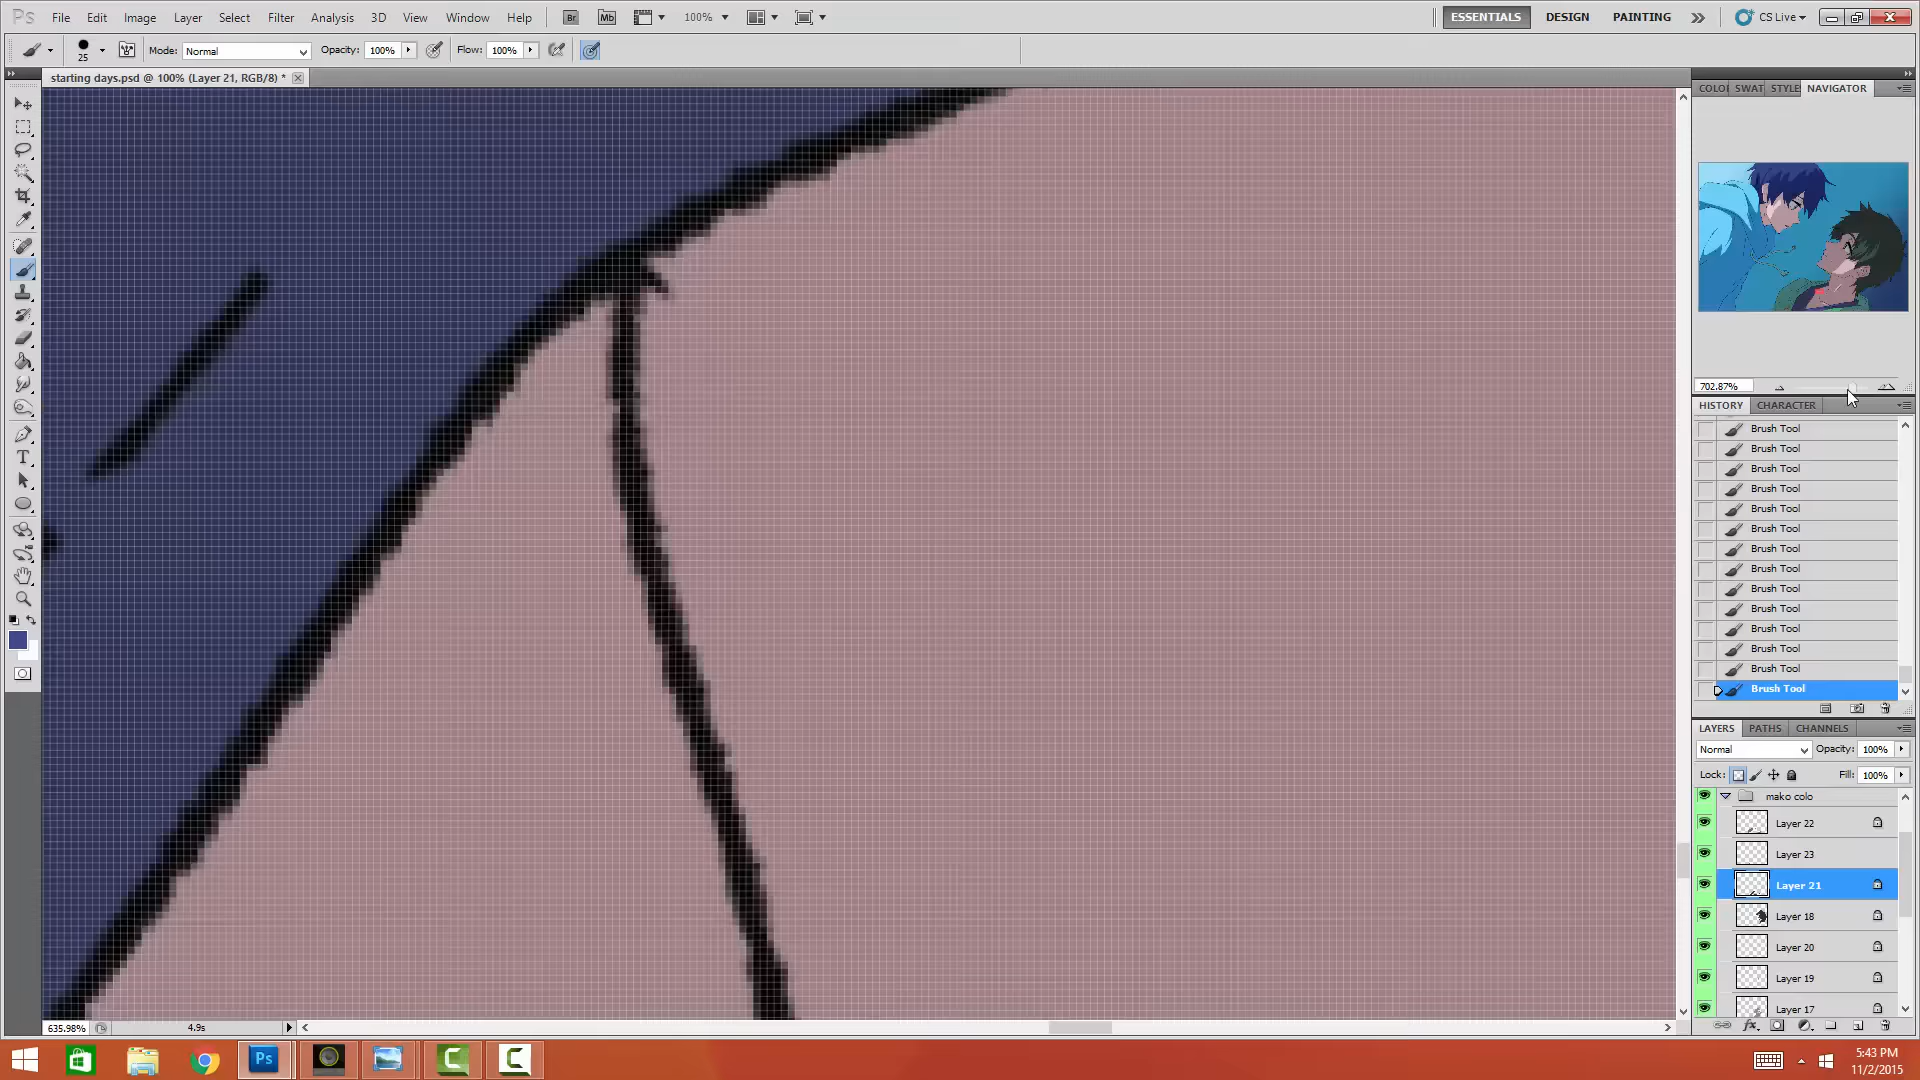 Ps File Edit Image Layer Select Filter Analysis 3D View Window Help Br Mb 100% ESSENTIALS DESIGN PAINTING CS Live
25 Mode: Normal Opacity: 100% Flow: 100%
starting days.psd @ 100% (Layer 21, RGB/8) *
SWAT STYLE NAVIGATOR
702.87%
HISTORY CHARACTER
Brush Tool
Brush Tool
Brush Tool
Brush Tool
Brush Tool
Brush Tool
Brush Tool
Brush Tool
Brush Tool
Brush Tool
Brush Tool
Brush Tool
Brush Tool
Brush Tool
LAYERS PATHS CHANNELS
Normal Opacity: 100%
Lock: Fill: 100%
mako colo
Layer 22
Layer 23
Layer 21
Layer 18
Layer 20
Layer 19
Layer 17
T
fx
635.98% 4.9s
Ps C C
5:43 PM
11/2/2015